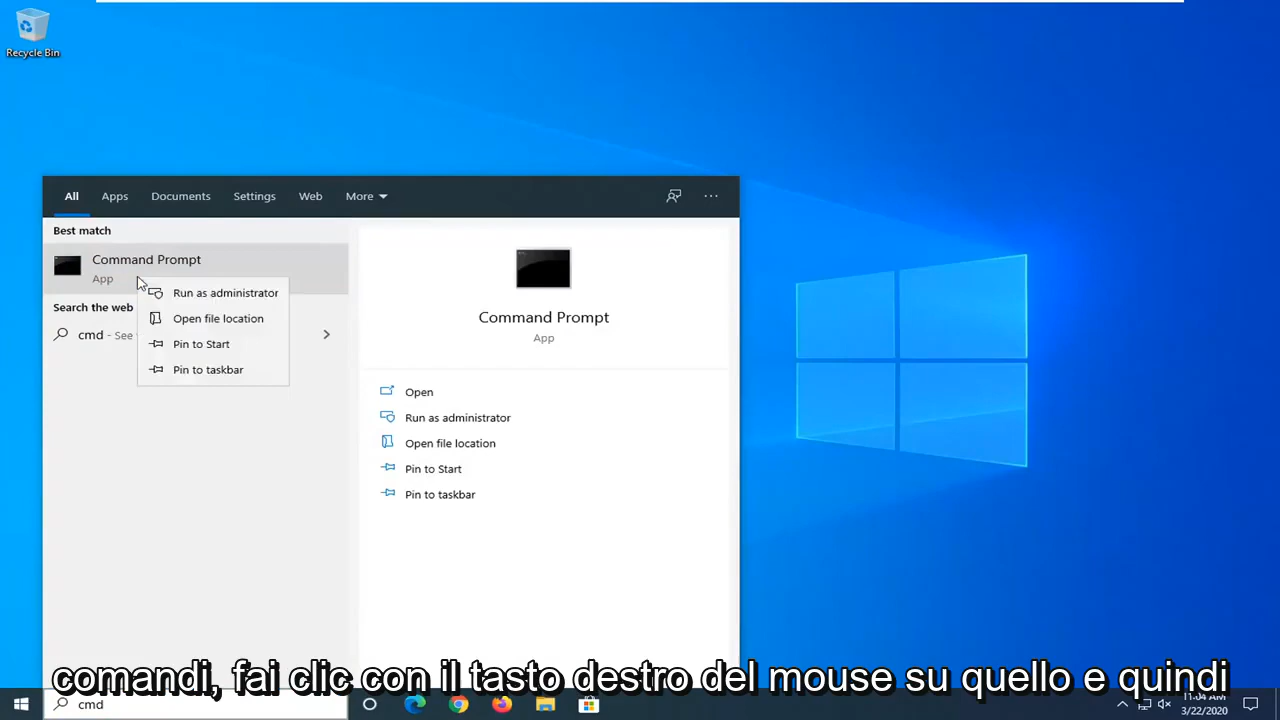 Recycle Bin
All Apps Documents Settings Web More
Best match
Command Prompt
App
Search the web
cmd - See
Run as administrator
Open file location
Pin to Start
Pin to taskbar
Command Prompt
App
Open
Run as administrator
Open file location
Pin to Start
Pin to taskbar
comandi, fai clic con il tasto destro del mouse su quello e quindi
cmd
11:04 AM
3/22/2020